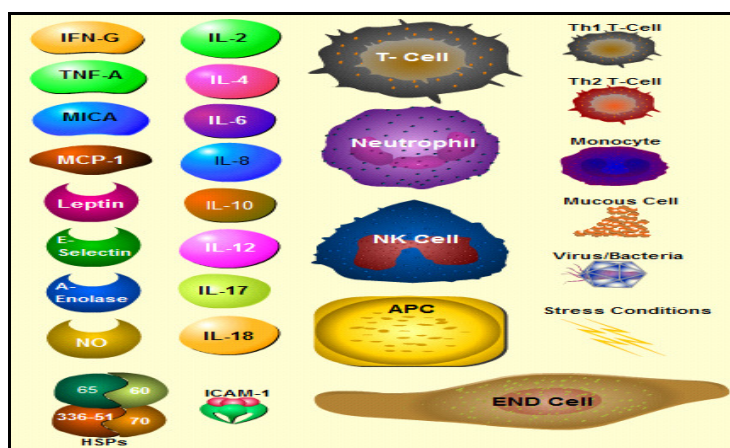 IFN-G
TNF-A
MICA
MCP-1
Leptin
E-
Selectin
A-
Enolase
NO
65
60
336-51
70
HSPs
IL-2
IL-4
IL-6
IL-8
IL-10
IL-12
IL-17
IL-18
ICAM-1
T- Cell
Neutrophil
NK Cell
APC
END Cell
Th1 T-Cell
Th2 T-Cell
Monocyte
Mucous Cell
Virus/Bacteria
Stress Conditions